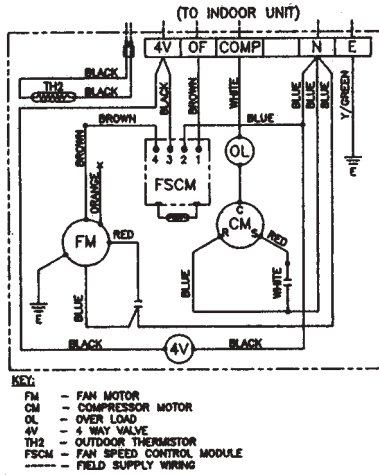 (TO INDOOR UNIT)
4V OF COMP N E
BLACK
TH2
BLACK
BLACK
BROWN
WHITE
BLUE
BLUE
BLUE
Y/GREEN
BROWN
BLUE
BROWN
4 3 2 1
OL
ORANGE
FSCM
C
CM
R S
RED
FM
RED
WHITE
BLUE
BLUE
BLACK
4V
BLACK
KEY:
FM – FAN MOTOR
CM – COMPRESSOR MOTOR
OL – OVER LOAD
4V – 4 WAY VALVE
TH2 – OUTDOOR THERMISTOR
FSCM – FAN SPEED CONTROL MODULE
----- – FIELD SUPPLY WIRING